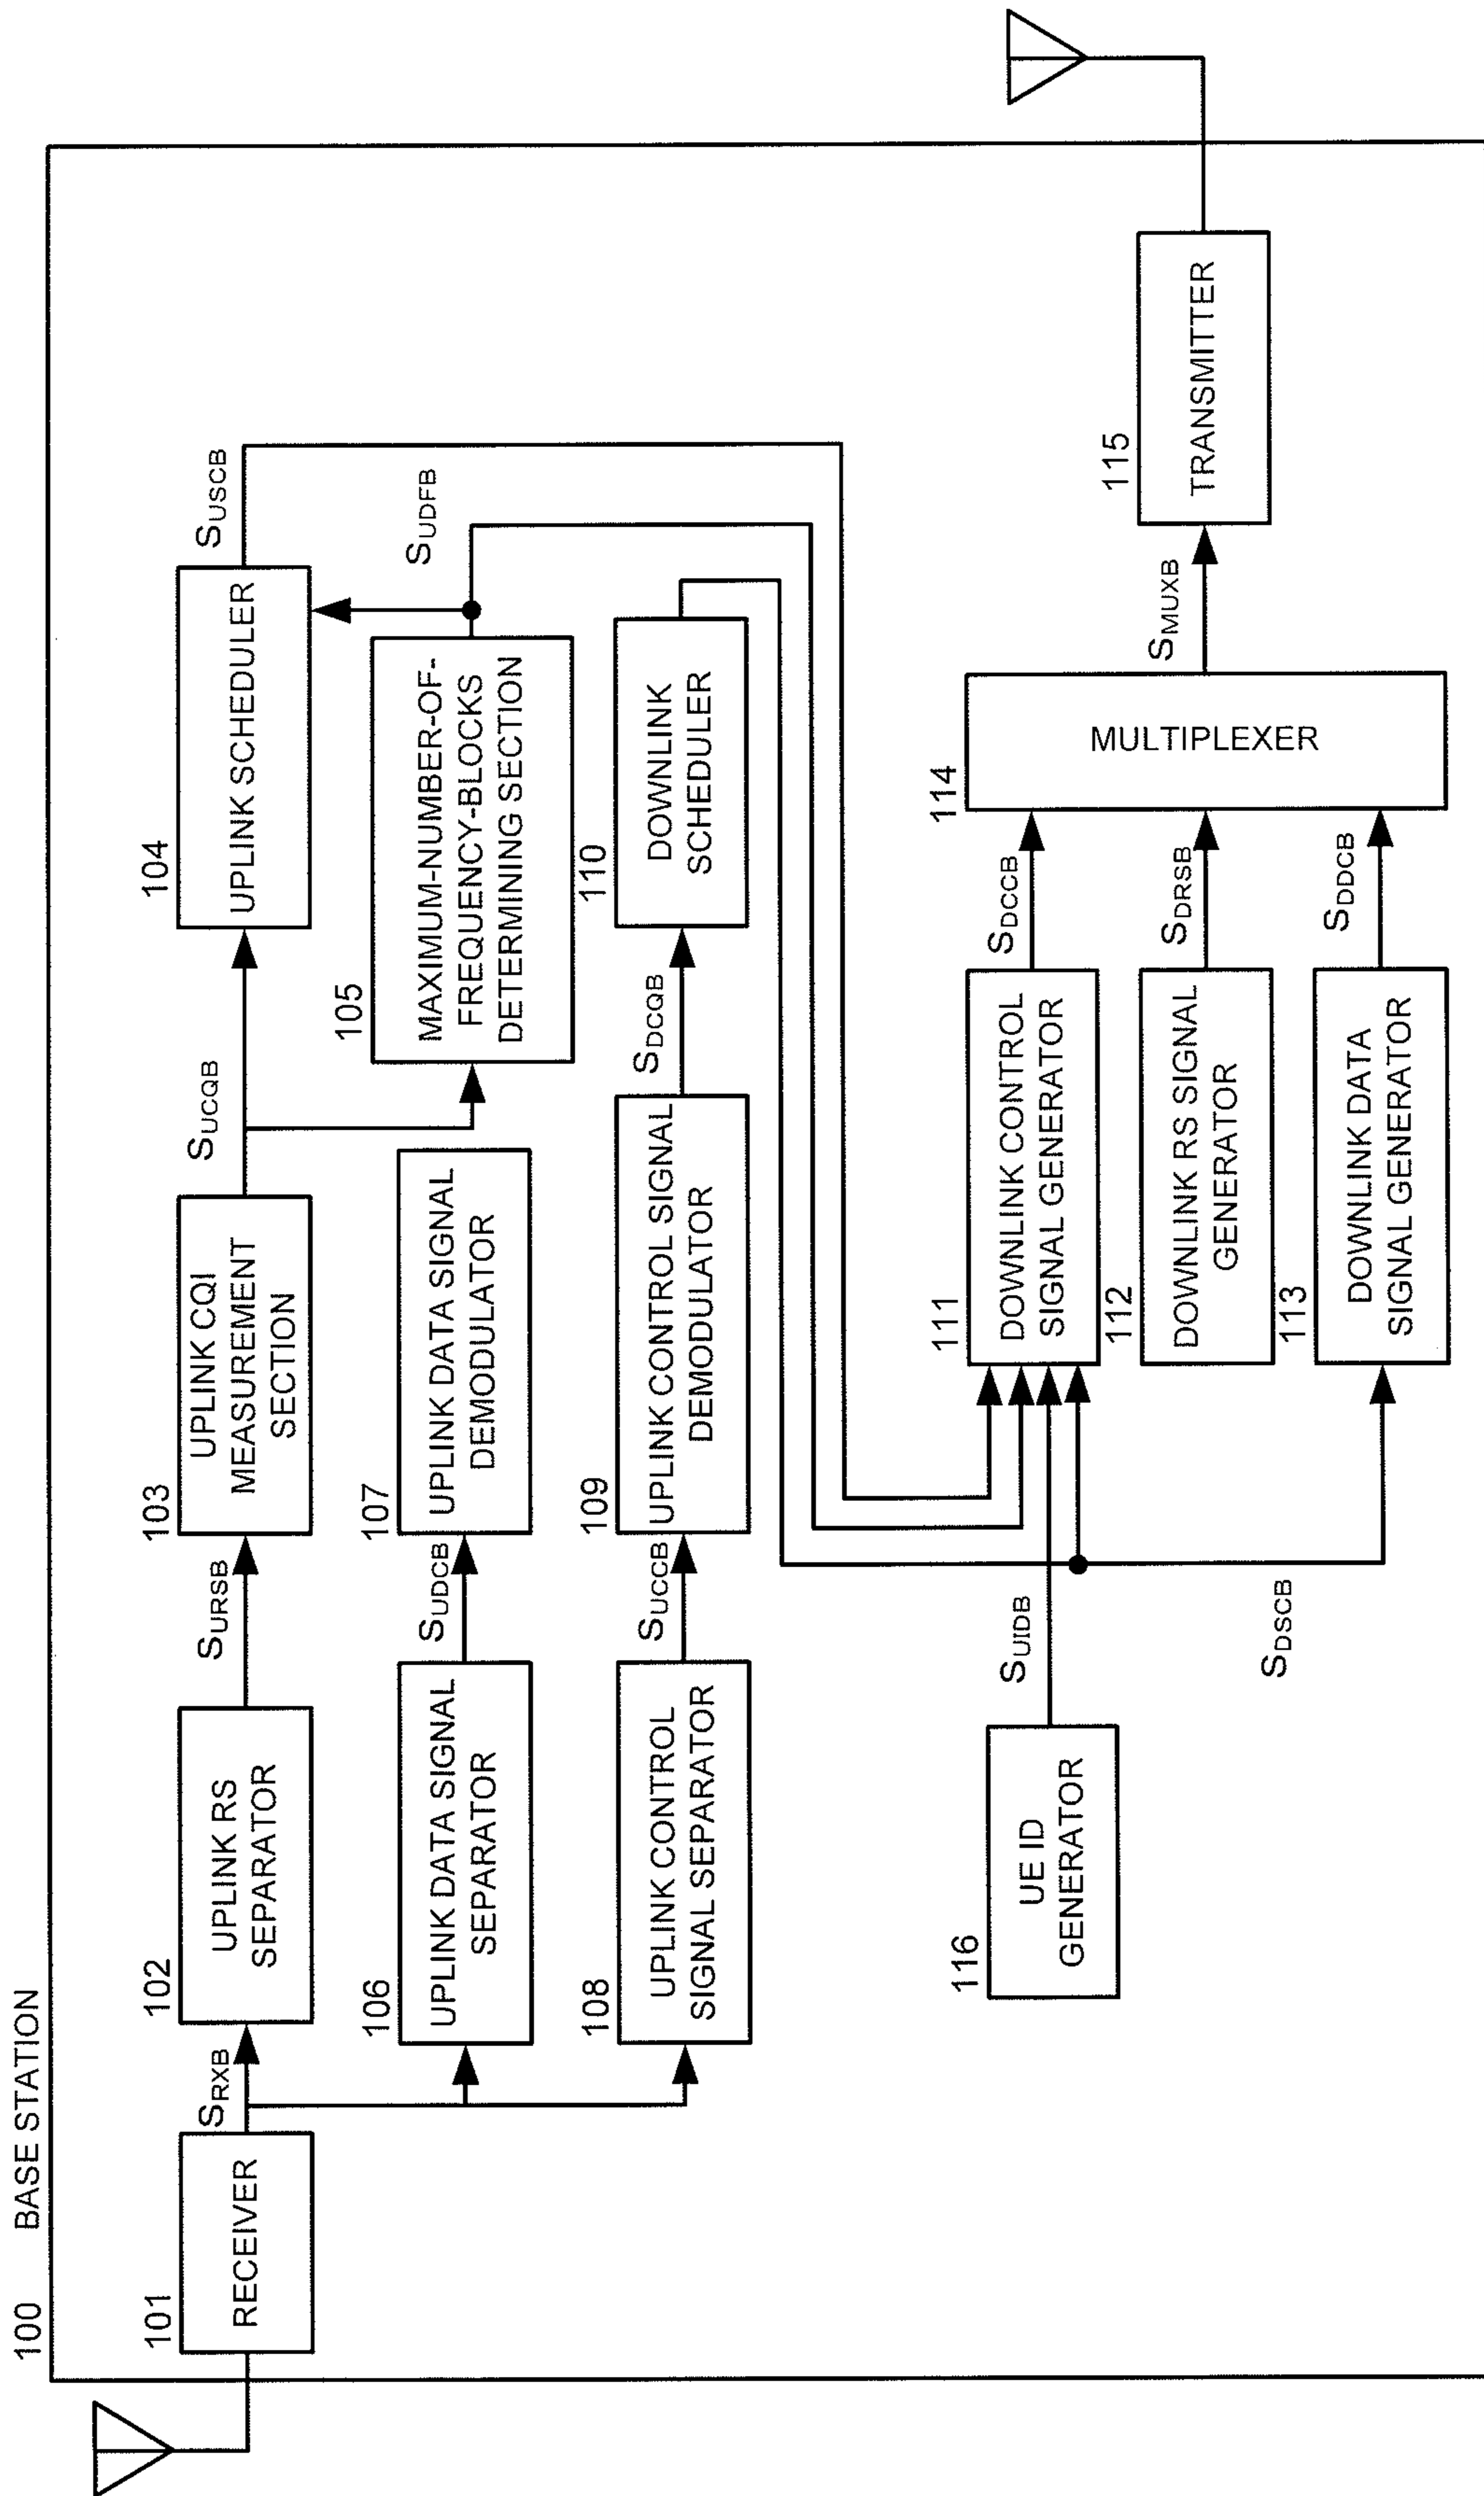 100 BASE STATION
101
RECEIVER
SRXB
102
UPLINK RS
SEPARATOR
SURSB
103
UPLINK CQI
MEASUREMENT
SECTION
SUCQB
104
UPLINK SCHEDULER
SUSCB
105
MAXIMUM-NUMBER-OF-
FREQUENCY-BLOCKS
DETERMINING SECTION
SUDFB
106
UPLINK DATA SIGNAL
SEPARATOR
SUDCB
107
UPLINK DATA SIGNAL
DEMODULATOR
108
UPLINK CONTROL
SIGNAL SEPARATOR
SUCCB
109
UPLINK CONTROL SIGNAL
DEMODULATOR
SDCQB
110
DOWNLINK
SCHEDULER
116
UE ID
GENERATOR
SUIDB
SDSCB
111
DOWNLINK CONTROL
SIGNAL GENERATOR
SDCCB
112
DOWNLINK RS SIGNAL
GENERATOR
SDRSB
113
DOWNLINK DATA
SIGNAL GENERATOR
SDDCB
114
MULTIPLEXER
SMUXB
115
TRANSMITTER